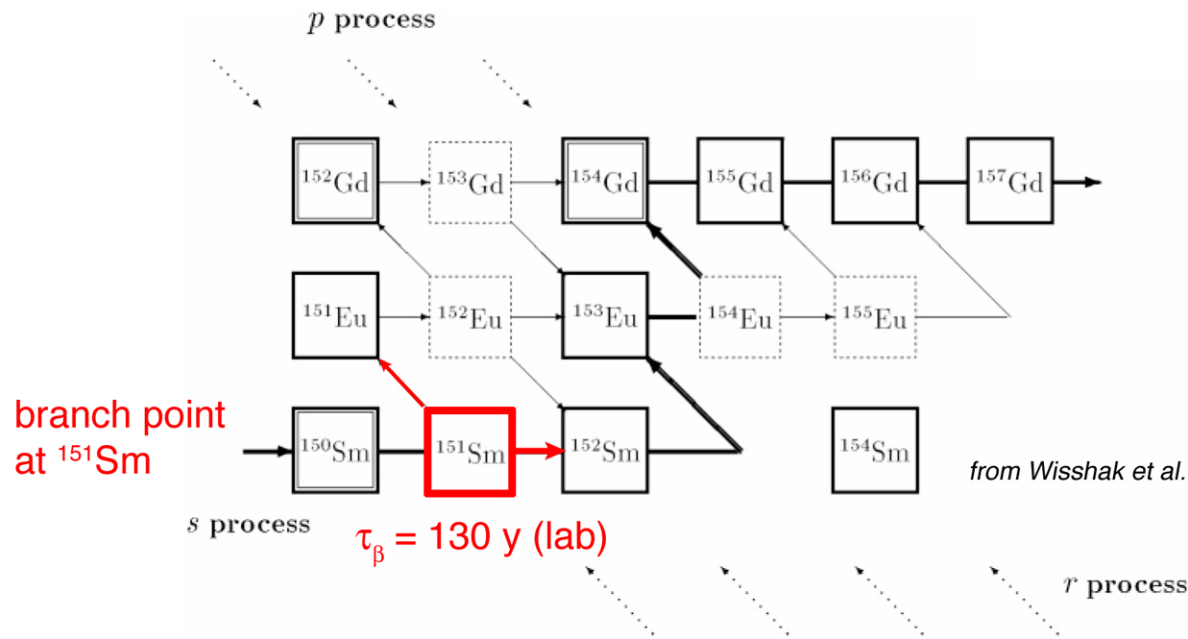 p process
¹⁵²Gd ¹⁵³Gd ¹⁵⁴Gd ¹⁵⁵Gd ¹⁵⁶Gd ¹⁵⁷Gd
¹⁵¹Eu ¹⁵²Eu ¹⁵³Eu ¹⁵⁴Eu ¹⁵⁵Eu
branch point
at ¹⁵¹Sm
¹⁵⁰Sm ¹⁵¹Sm ¹⁵²Sm ¹⁵⁴Sm
from Wisshak et al.
s process
τβ = 130 y (lab)
r process